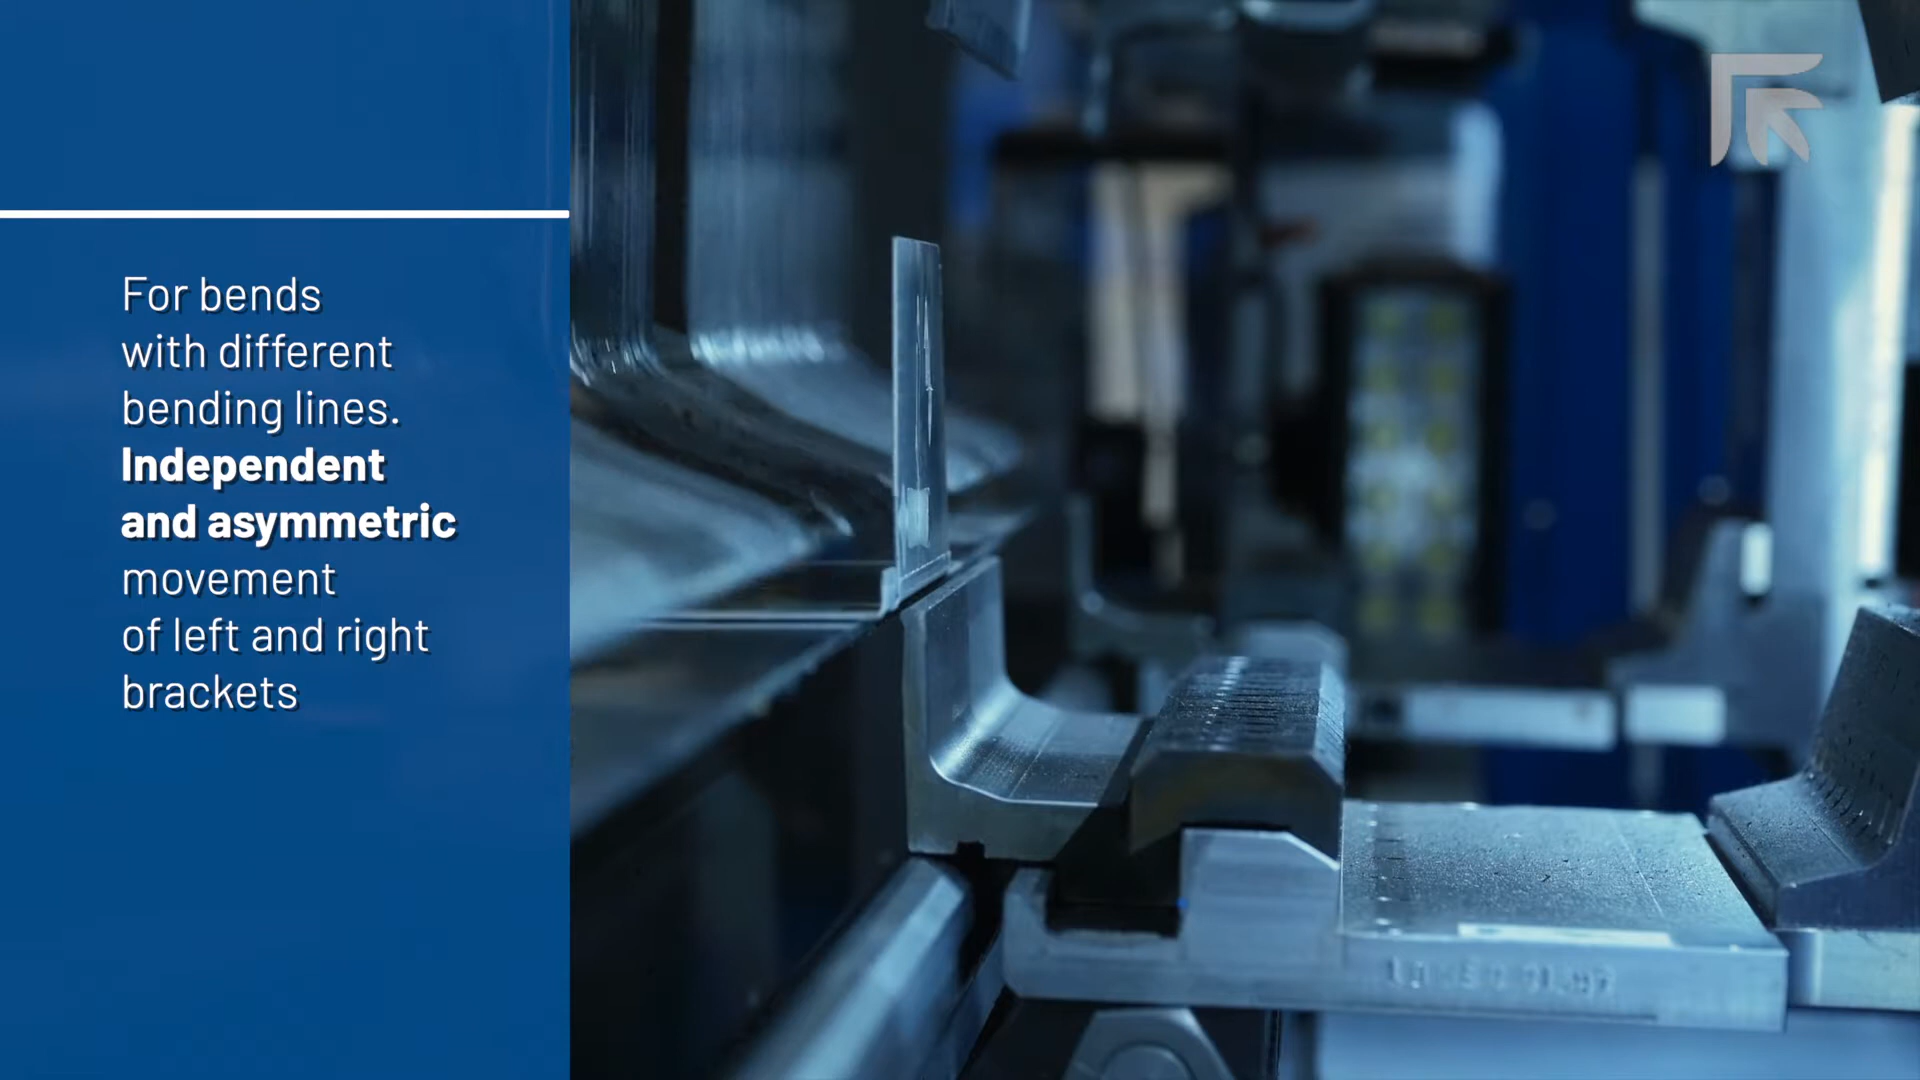 For bends
with different
bending lines.
Independent
and asymmetric
movement
of left and right
brackets